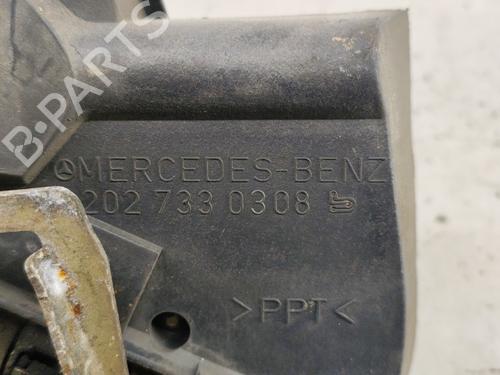 B-PARTS
MERCEDES-BENZ
202 733 0308
>PPT<